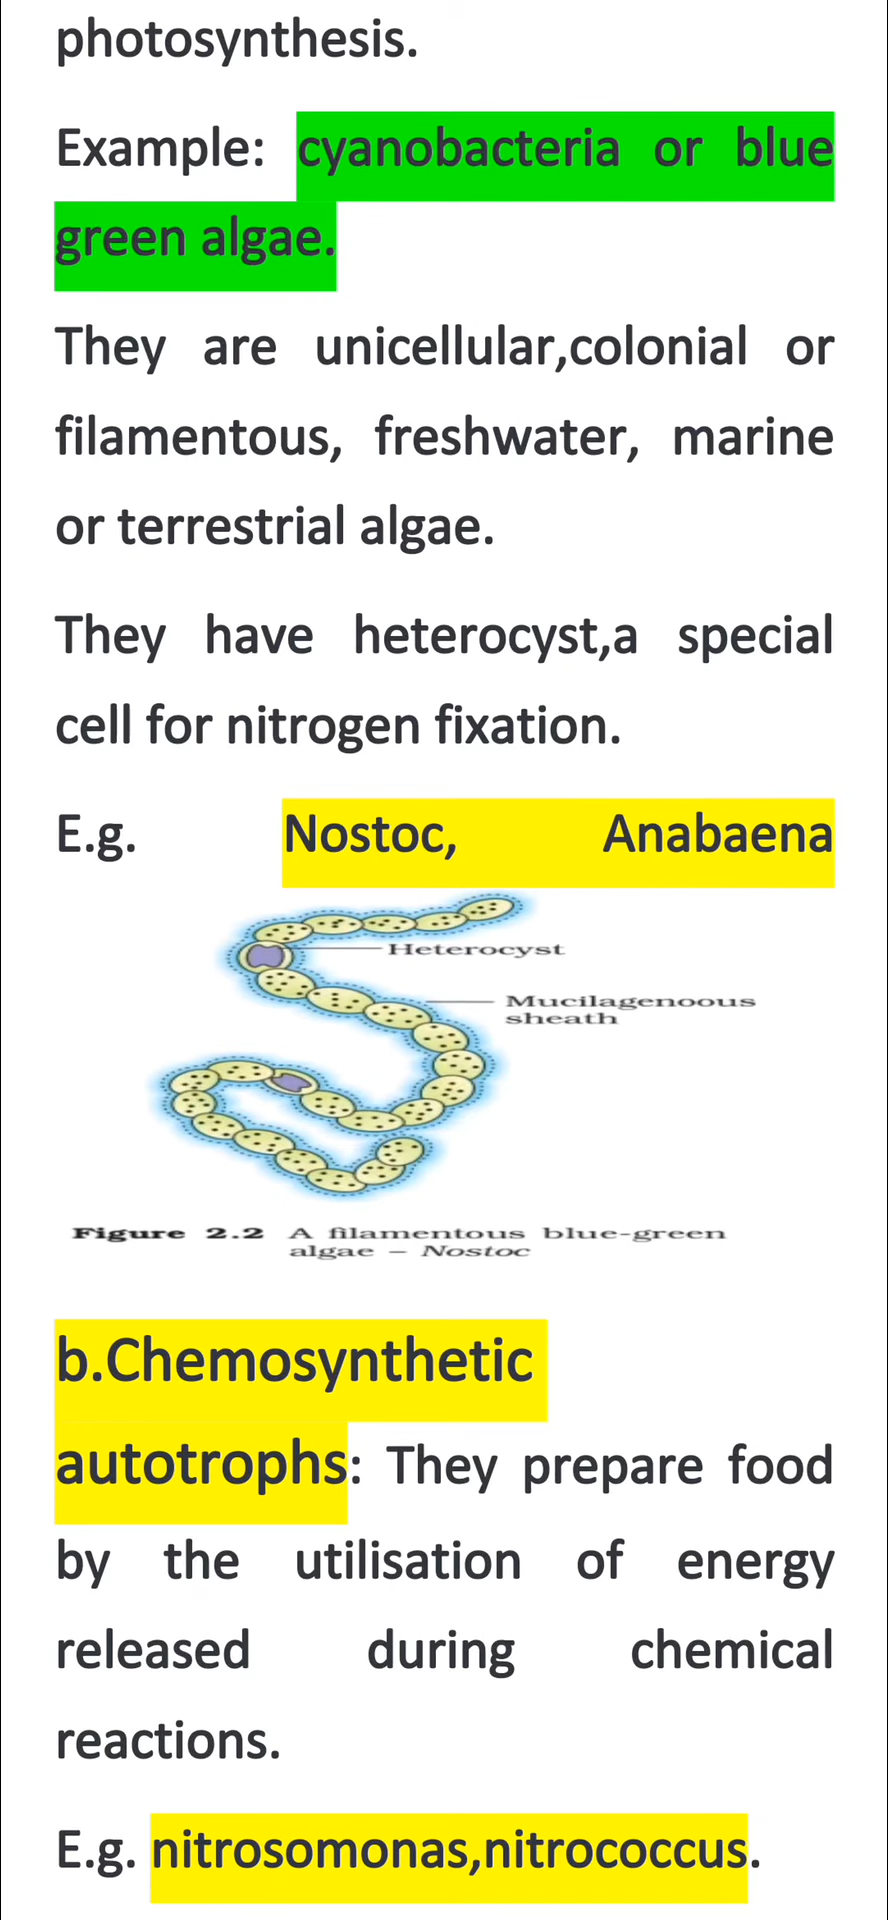 photosynthesis.
Example: cyanobacteria or blue
green algae.
They are unicellular,colonial or
filamentous, freshwater, marine
or terrestrial algae.
They have heterocyst,a special
cell for nitrogen fixation.
E.g. Nostoc, Anabaena
Heterocyst
Mucilagenoous
sheath
Figure 2.2 A filamentous blue-green
algae – Nostoc
b.Chemosynthetic
autotrophs: They prepare food
by the utilisation of energy
released during chemical
reactions.
E.g. nitrosomonas,nitrococcus.